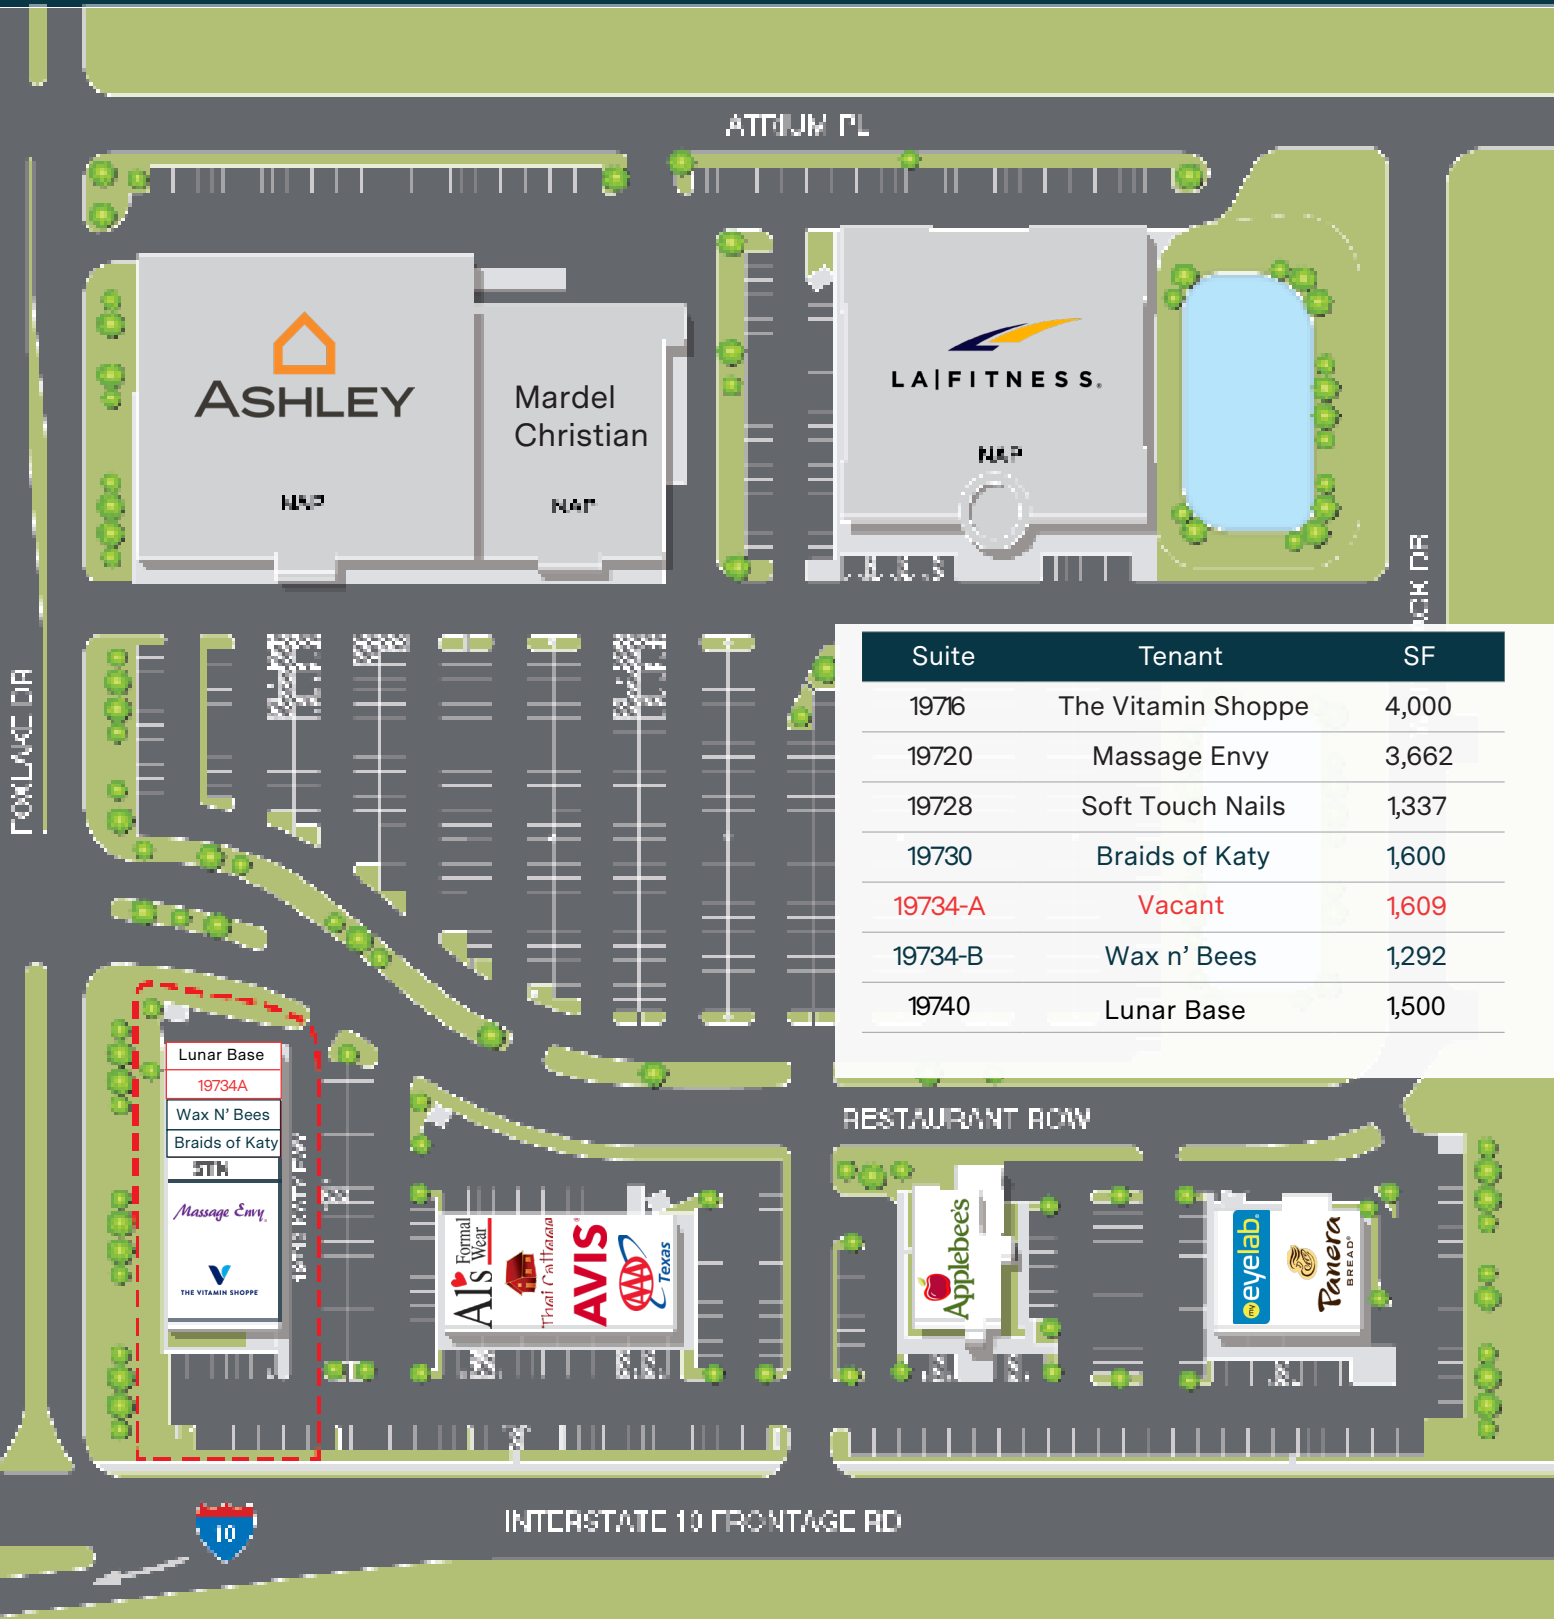 ATRIUM PL
ASHLEY
NAP
Mardel
Christian
NAP
LA|FITNESS.
NAP
FOXLAKE DR
Suite Tenant SF
19716 The Vitamin Shoppe 4,000
19720 Massage Envy 3,662
19728 Soft Touch Nails 1,337
19730 Braids of Katy 1,600
19734-A Vacant 1,609
19734-B Wax n' Bees 1,292
19740 Lunar Base 1,500
Lunar Base
19734A
Wax N' Bees
Braids of Katy
STN
Massage Envy
THE VITAMIN SHOPPE
RESTAURANT ROW
Al's Formal
Wear
Thai Cottage
AVIS
AAA Texas
Applebee's
my eyelab.
Panera
BREAD®
INTERSTATE 10 FRONTAGE RD
10